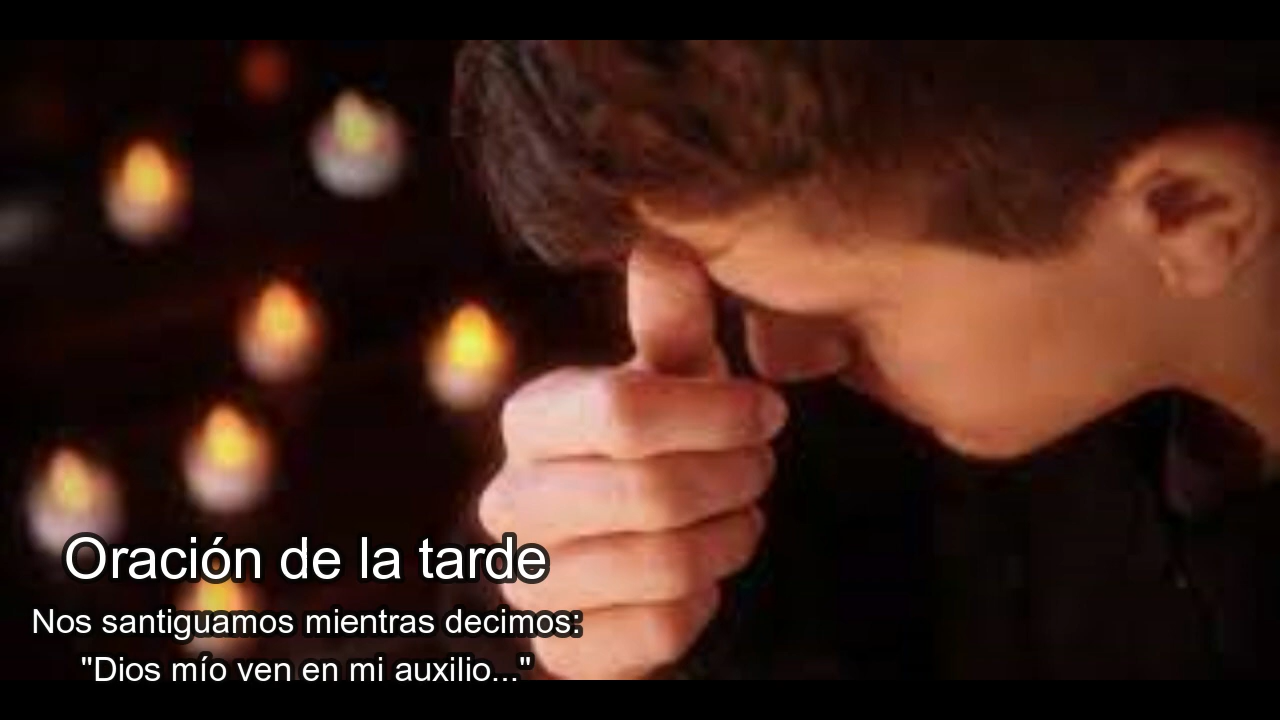 Oración de la tarde
Nos santiguamos mientras decimos:
"Dios mío ven en mi auxilio..."